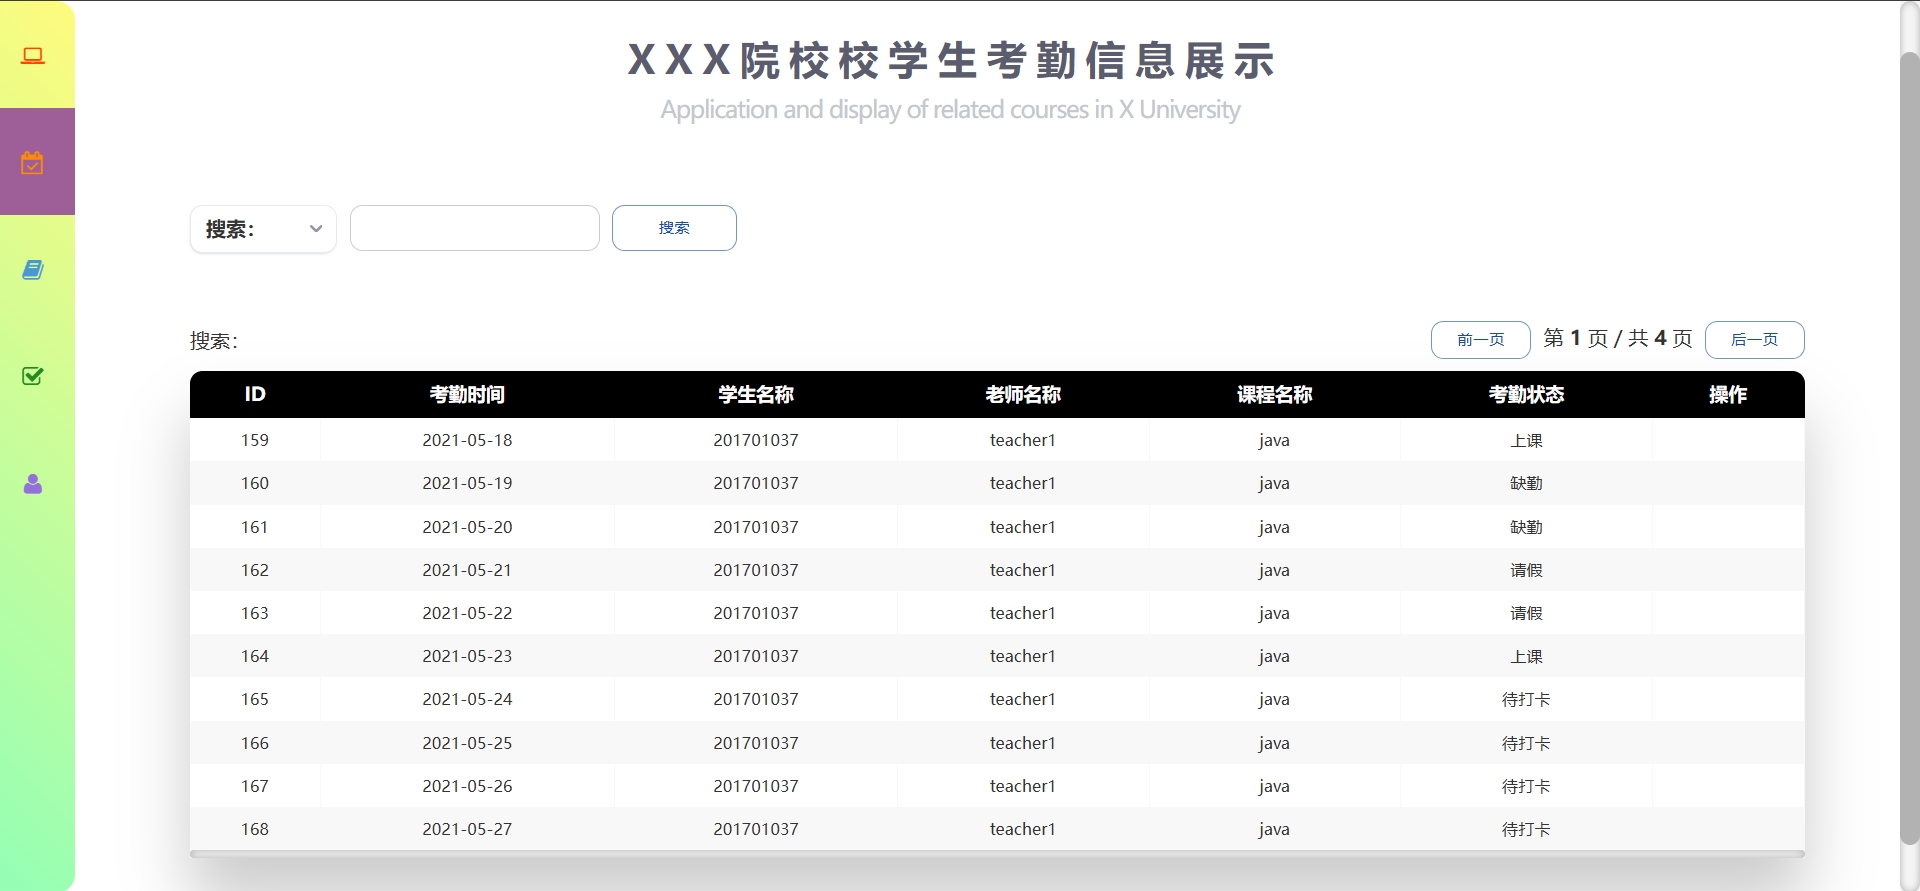 XXX院校校学生考勤信息展示
Application and display of related courses in X University
搜索: 搜索
搜索: 前一页 第 1 页 / 共 4 页 后一页
ID 考勤时间 学生名称 老师名称 课程名称 考勤状态 操作
159 2021-05-18 201701037 teacher1 java 上课
160 2021-05-19 201701037 teacher1 java 缺勤
161 2021-05-20 201701037 teacher1 java 缺勤
162 2021-05-21 201701037 teacher1 java 请假
163 2021-05-22 201701037 teacher1 java 请假
164 2021-05-23 201701037 teacher1 java 上课
165 2021-05-24 201701037 teacher1 java 待打卡
166 2021-05-25 201701037 teacher1 java 待打卡
167 2021-05-26 201701037 teacher1 java 待打卡
168 2021-05-27 201701037 teacher1 java 待打卡